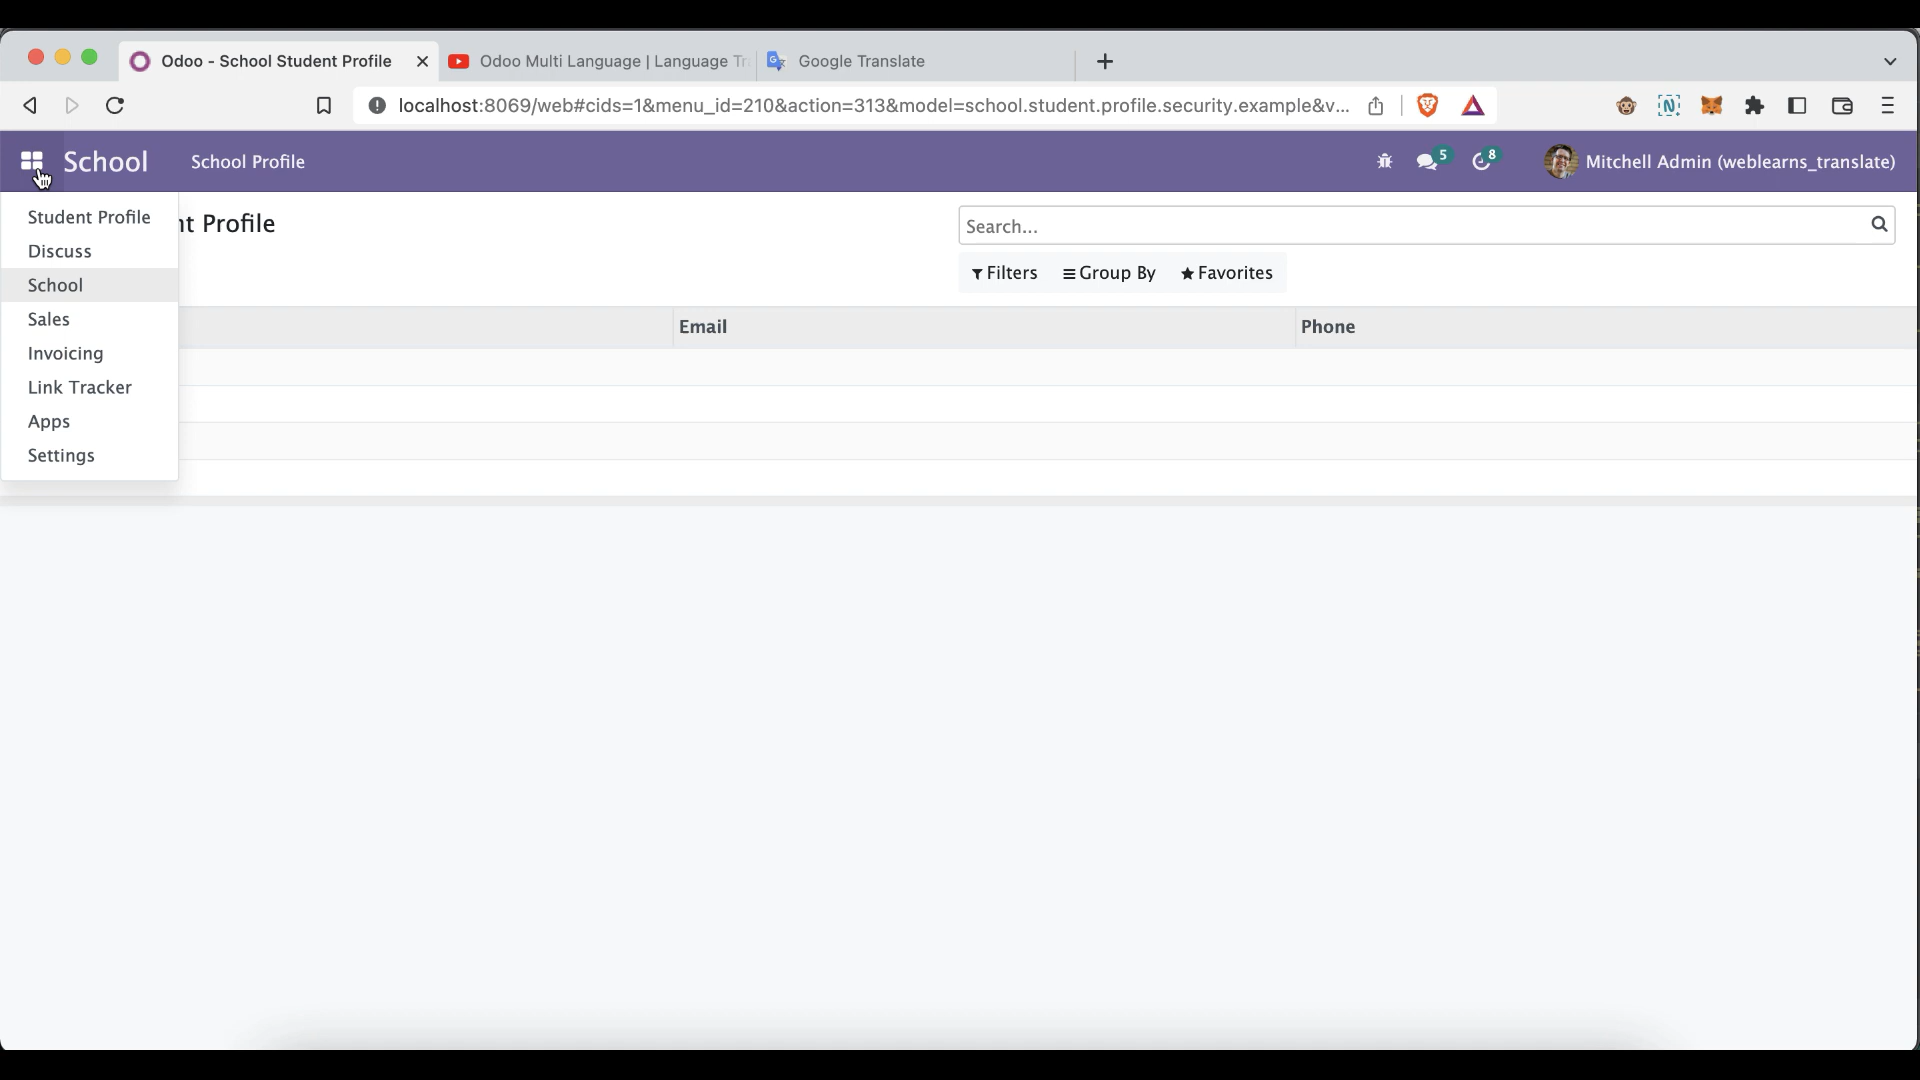 Odoo - School Student Profile
Odoo Multi Language | Language Tr
Google Translate
localhost:8069/web#cids=1&menu_id=210&action=313&model=school.student.profile.security.example&v...
School
School Profile
5
8
Mitchell Admin (weblearns_translate)
Student Profile
nt Profile
Search...
Discuss
Filters
Group By
Favorites
School
Sales
Email
Phone
Invoicing
Link Tracker
Apps
Settings